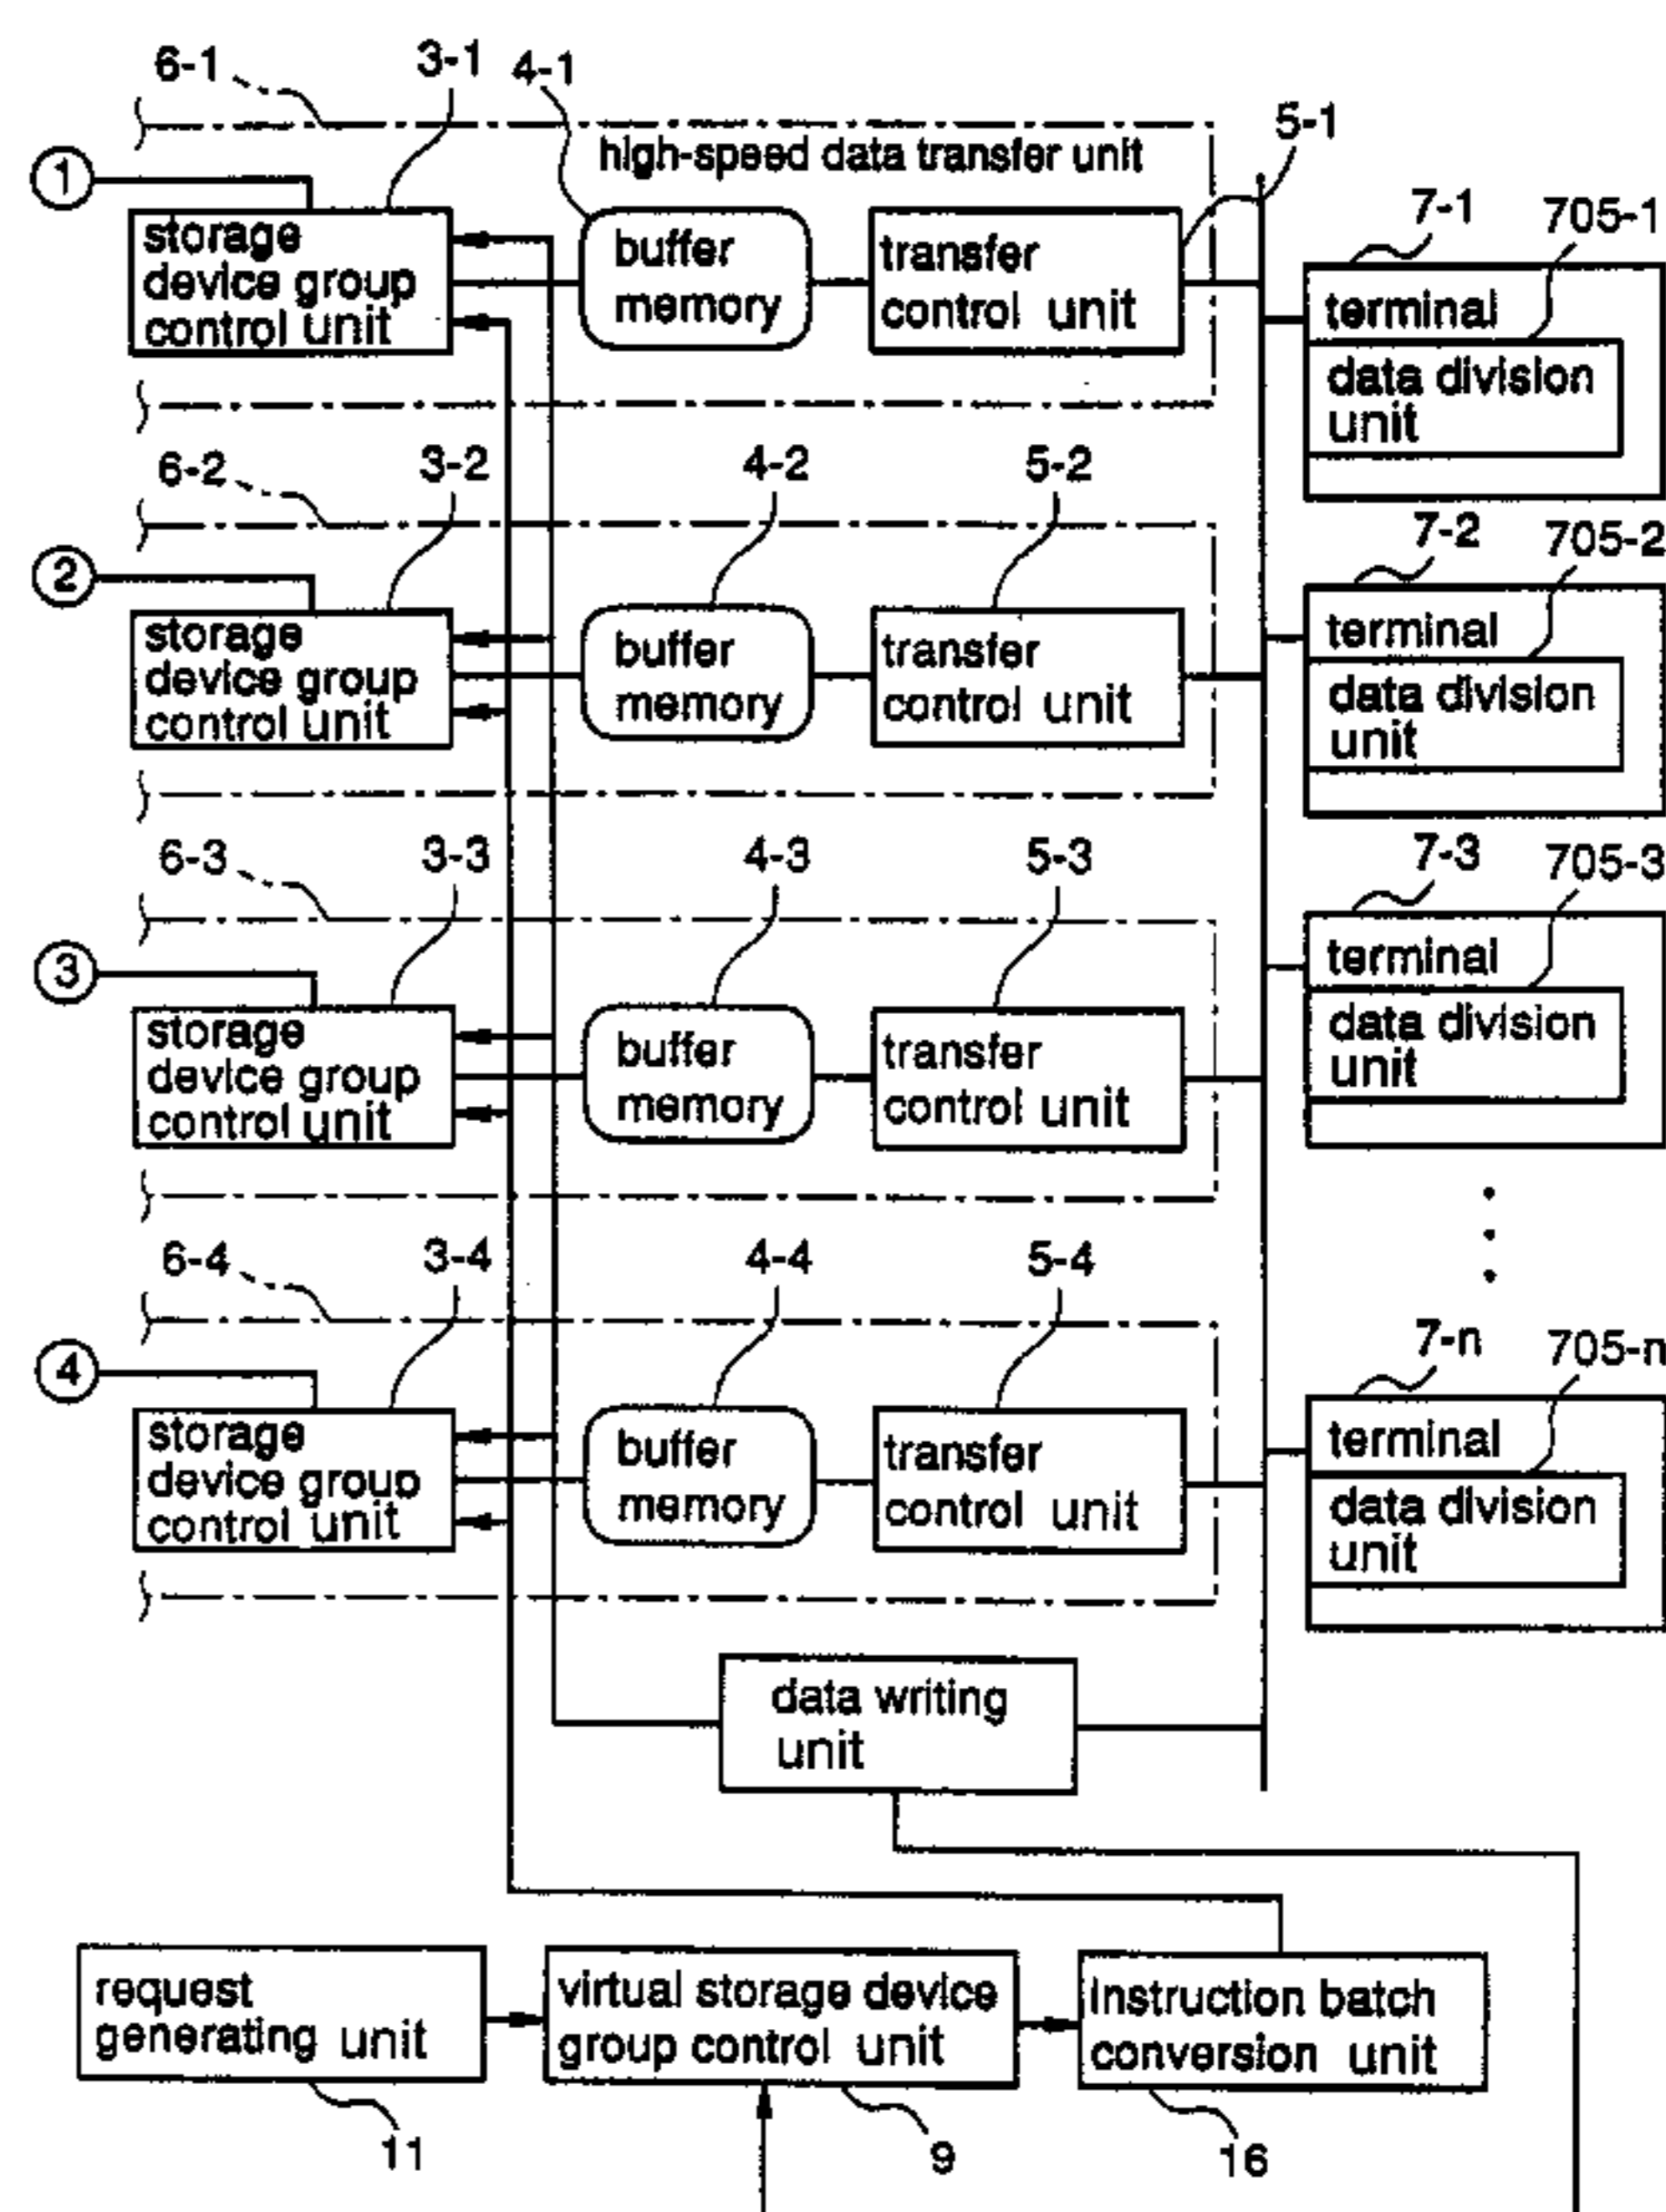 6-1 3-1 4-1
5-1
high-speed data transfer unit
1
storage
device group
control unit
buffer
memory
transfer
control unit
7-1 705-1
terminal
data division
unit
6-2 3-2 4-2 5-2
2
storage
device group
control unit
buffer
memory
transfer
control unit
7-2 705-2
terminal
data division
unit
6-3 3-3 4-3 5-3
3
storage
device group
control unit
buffer
memory
transfer
control unit
7-3 705-3
terminal
data division
unit
6-4 3-4 4-4 5-4
4
storage
device group
control unit
buffer
memory
transfer
control unit
7-n 705-n
terminal
data division
unit
data writing
unit
request
generating unit
virtual storage device
group control unit
instruction batch
conversion unit
11 9 16